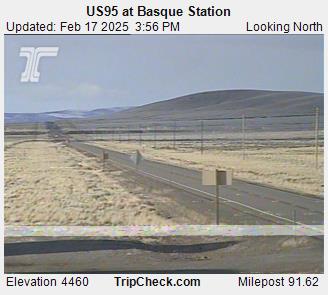 US95 at Basque Station
Updated: Feb 17 2025 3:56 PM Looking North
Elevation 4460 TripCheck.com Milepost 91.62